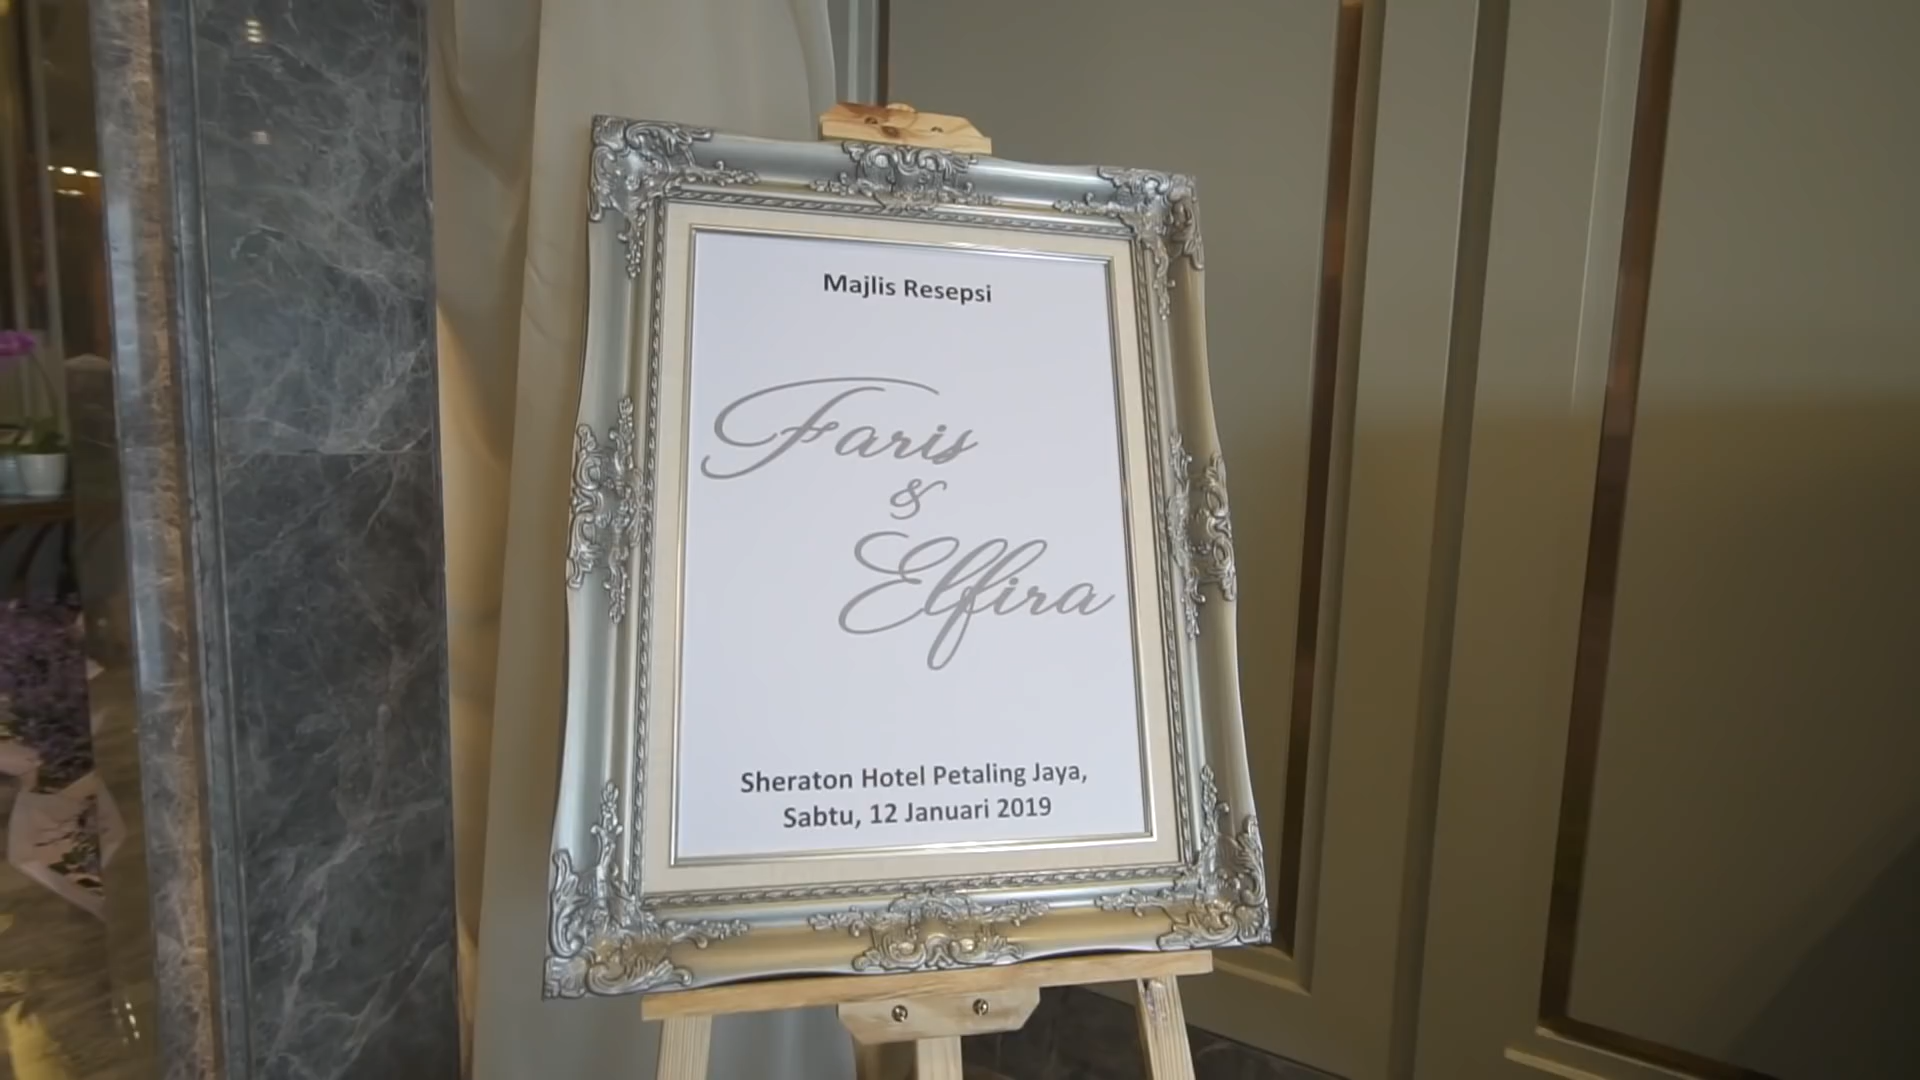 Majlis Resepsi
Faris
&
Elfira
Sheraton Hotel Petaling Jaya,
Sabtu, 12 Januari 2019